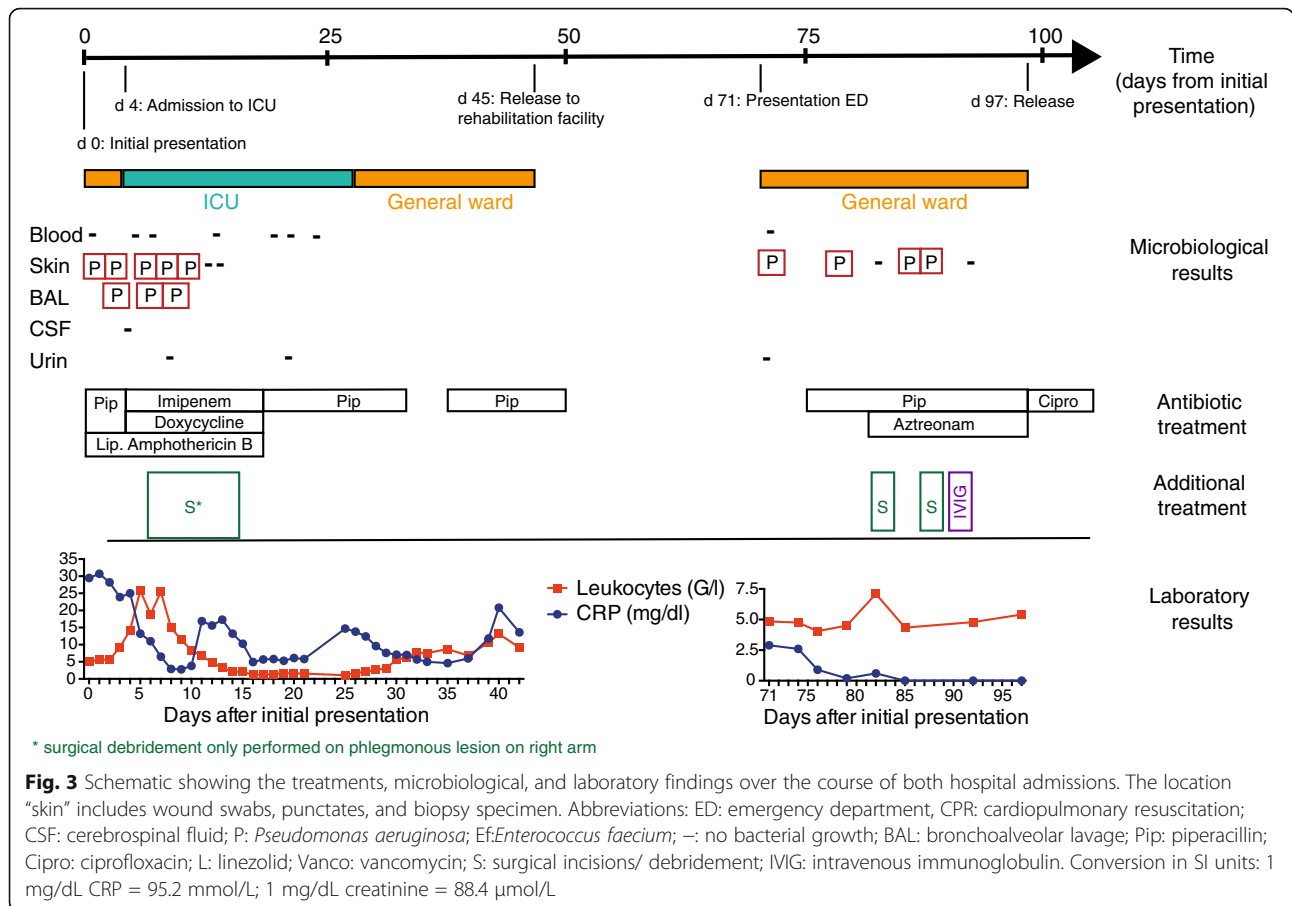 0 25 50 75 100
Time
(days from initial
presentation)
d 4: Admission to ICU
d 45: Release to
rehabilitation facility
d 71: Presentation ED
d 97: Release
d 0: Initial presentation
ICU
General ward
General ward
Blood - - - - - - - -
Skin P P P P P - - P P - P P -
BAL P P P
CSF -
Urin - - -
Microbiological
results
Pip Imipenem Pip Pip Pip Cipro
Doxycycline Aztreonam
Lip. Amphothericin B
Antibiotic
treatment
S* S S IVIG
Additional
treatment
35
30
25
20
15
10
5
0
0 5 10 15 20 25 30 35 40
Days after initial presentation
Leukocytes (G/l)
CRP (mg/dl)
7.5
5.0
2.5
0
71 75 80 85 90 95
Days after initial presentation
Laboratory
results
* surgical debridement only performed on phlegmonous lesion on right arm
Fig. 3 Schematic showing the treatments, microbiological, and laboratory findings over the course of both hospital admissions. The location
"skin" includes wound swabs, punctates, and biopsy specimen. Abbreviations: ED: emergency department, CPR: cardiopulmonary resuscitation;
CSF: cerebrospinal fluid; P: Pseudomonas aeruginosa; Ef:Enterococcus faecium; –: no bacterial growth; BAL: bronchoalveolar lavage; Pip: piperacillin;
Cipro: ciprofloxacin; L: linezolid; Vanco: vancomycin; S: surgical incisions/ debridement; IVIG: intravenous immunoglobulin. Conversion in SI units: 1
mg/dL CRP = 95.2 mmol/L; 1 mg/dL creatinine = 88.4 μmol/L